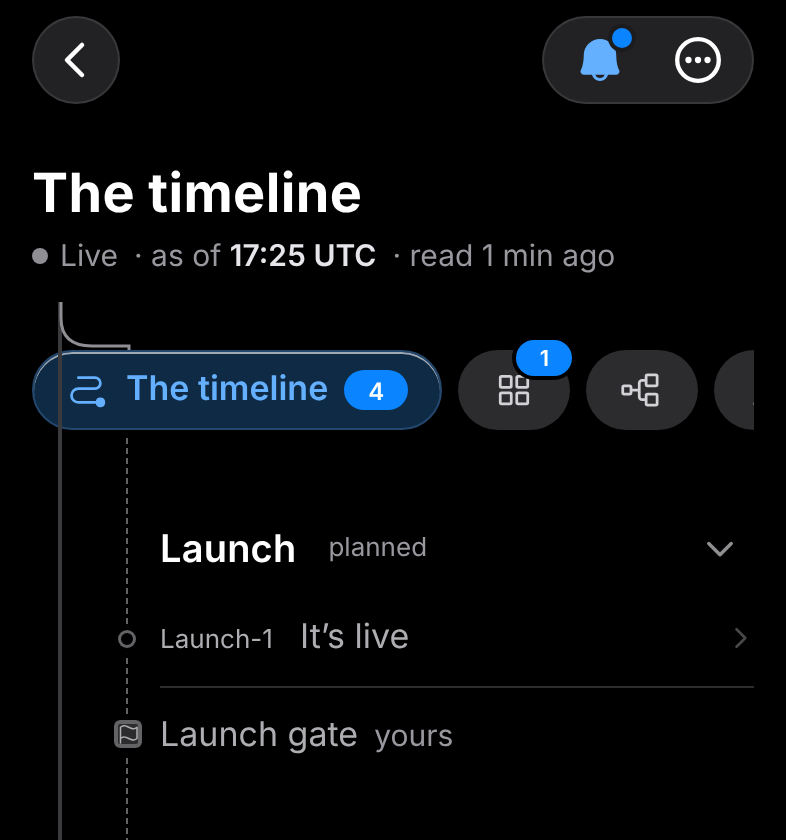 The timeline
Live · as of 17:25 UTC · read 1 min ago
The timeline 4 1
Launch planned
Launch-1 It’s live
Launch gate yours